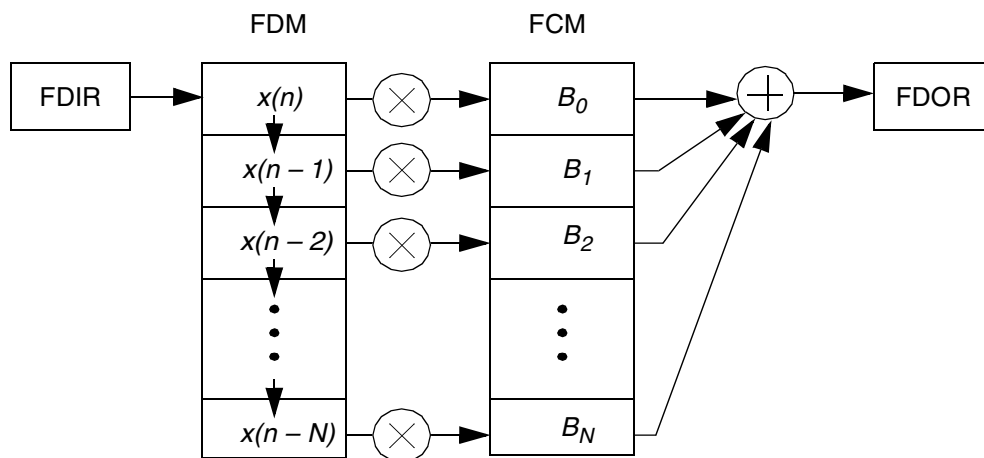 FDM FCM
FDIR x(n) B0 FDOR
x(n – 1) B1
x(n – 2) B2
x(n – N) BN